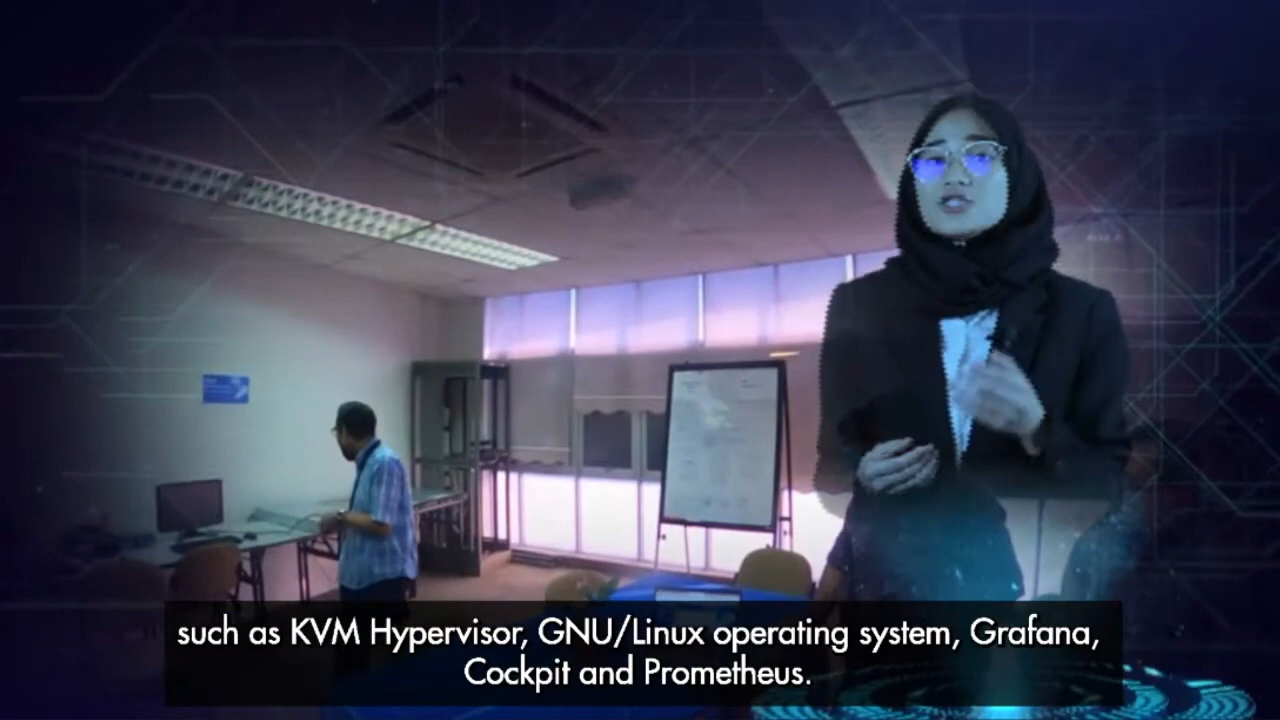 such as KVM Hypervisor, GNU/Linux operating system, Grafana,
Cockpit and Prometheus.